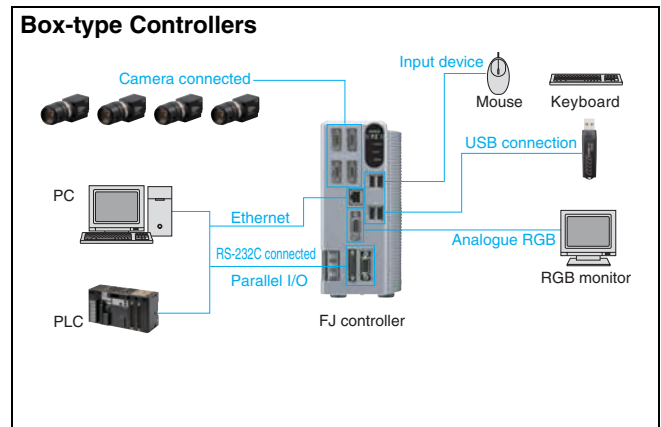 Box-type Controllers
Camera connected
Input device
Mouse
Keyboard
USB connection
PC
Ethernet
Analogue RGB
RS-232C connected
Parallel I/O
RGB monitor
PLC
FJ controller